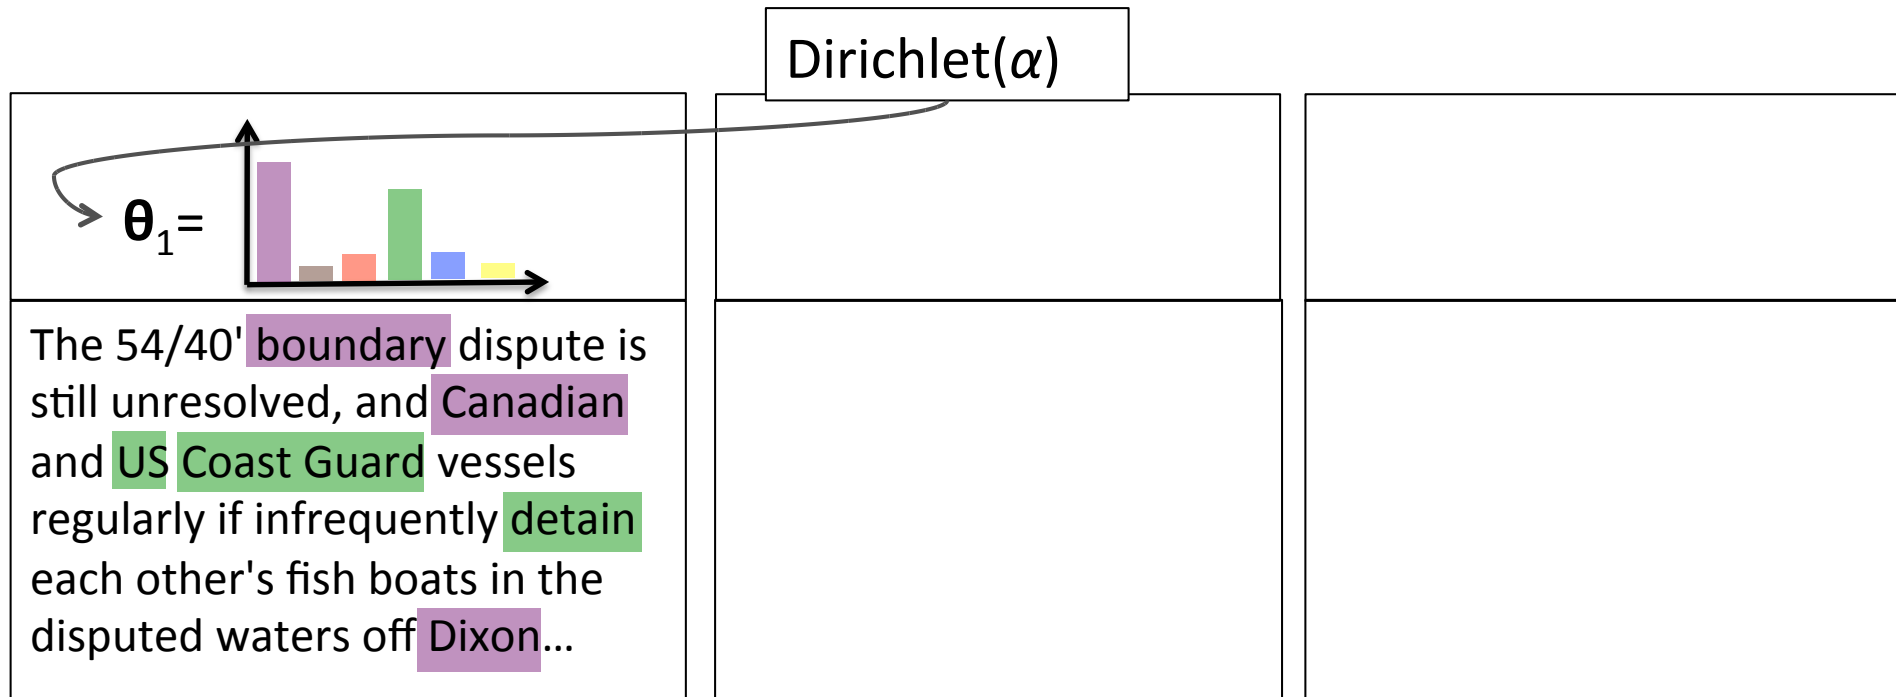 Dirichlet(α)
θ₁=
The 54/40' boundary dispute is
still unresolved, and Canadian
and US Coast Guard vessels
regularly if infrequently detain
each other's fish boats in the
disputed waters off Dixon…